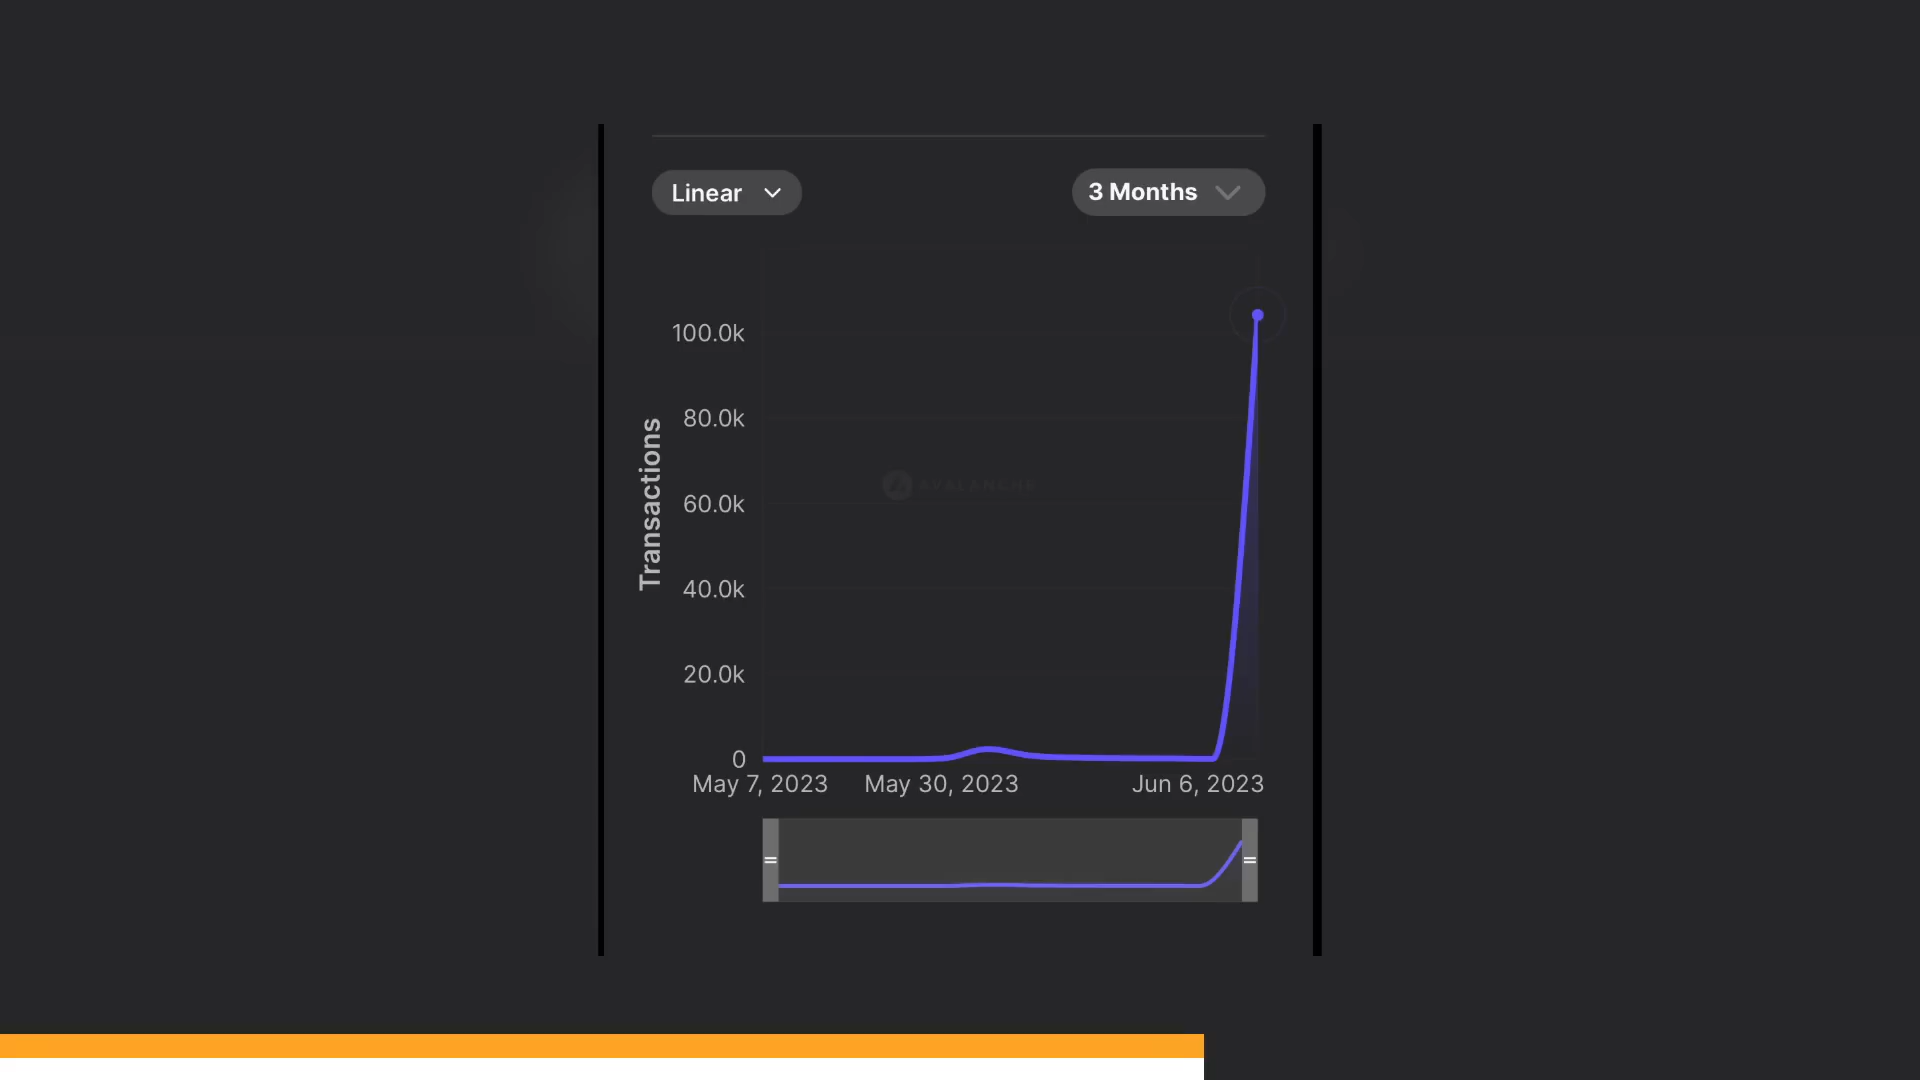 Linear
3 Months
Transactions
100.0k
80.0k
60.0k
40.0k
20.0k
0
May 7, 2023
May 30, 2023
Jun 6, 2023
AVALANCHE